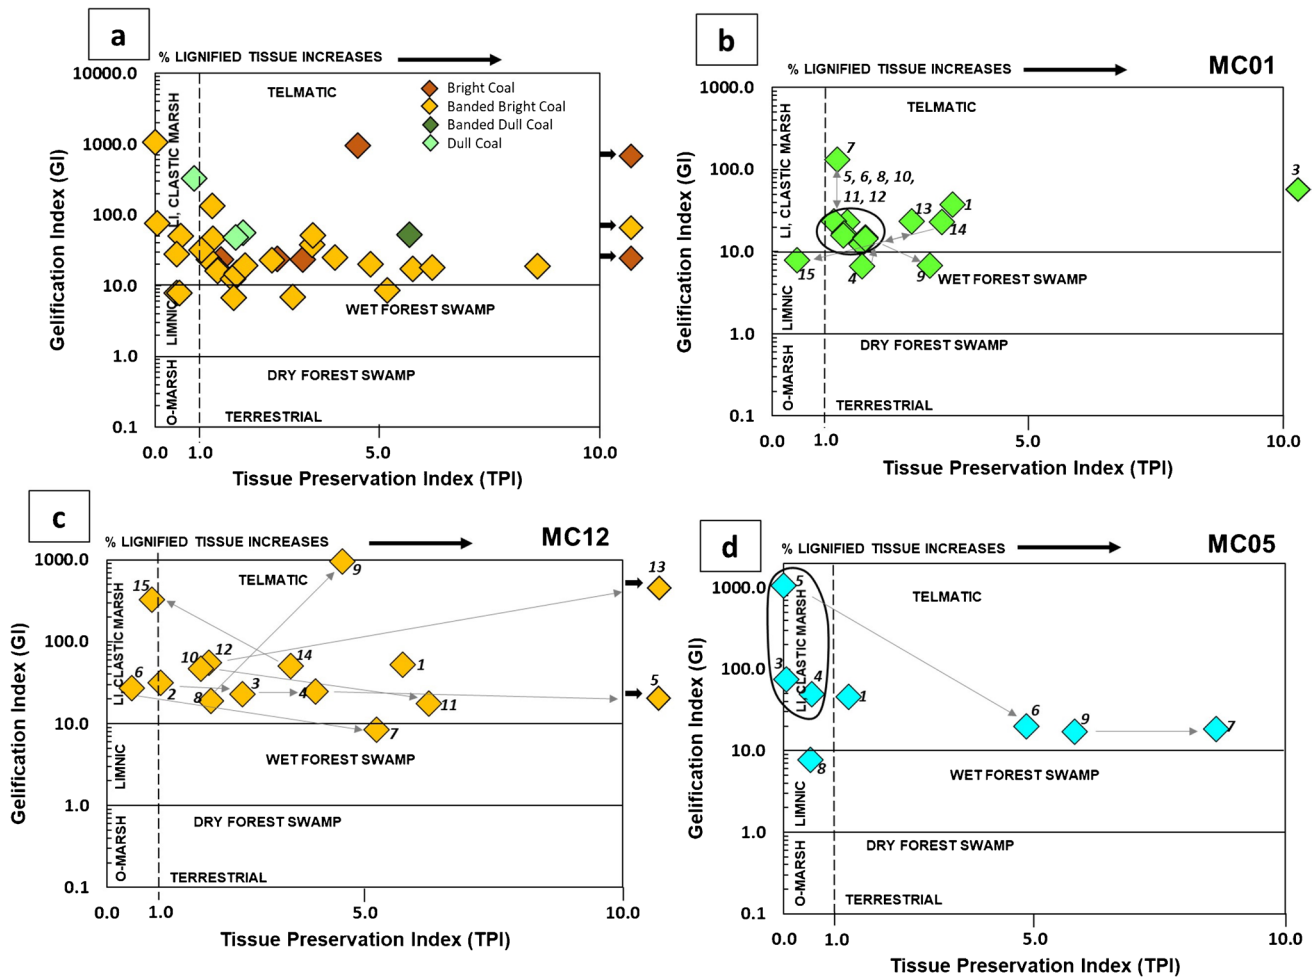 a
% LIGNIFIED TISSUE INCREASES
10000.0
1000.0
100.0
10.0
1.0
0.1
Gelification Index (GI)
TELMATIC
LI, CLASTIC MARSH
LIMNIC
O-MARSH
Bright Coal
Banded Bright Coal
Banded Dull Coal
Dull Coal
WET FOREST SWAMP
DRY FOREST SWAMP
TERRESTRIAL
0.0 1.0 5.0 10.0
Tissue Preservation Index (TPI)
b
% LIGNIFIED TISSUE INCREASES
MC01
1000.0
100.0
10.0
1.0
0.1
Gelification Index (GI)
TELMATIC
LI, CLASTIC MARSH
LIMNIC
O-MARSH
7
3
5, 6, 8, 10,
11, 12
13
1
14
15
4
9
WET FOREST SWAMP
DRY FOREST SWAMP
TERRESTRIAL
0.0 1.0 5.0 10.0
Tissue Preservation Index (TPI)
c
% LIGNIFIED TISSUE INCREASES
MC12
1000.0
100.0
10.0
1.0
0.1
Gelification Index (GI)
TELMATIC
LI, CLASTIC MARSH
LIMNIC
O-MARSH
9
13
15
12
10
14
1
6
2
8
3
4
5
11
7
WET FOREST SWAMP
DRY FOREST SWAMP
TERRESTRIAL
0.0 1.0 5.0 10.0
Tissue Preservation Index (TPI)
d
% LIGNIFIED TISSUE INCREASES
MC05
1000.0
100.0
10.0
1.0
0.1
Gelification Index (GI)
TELMATIC
LI, CLASTIC MARSH
LIMNIC
O-MARSH
5
3
4
1
6
9
7
8
WET FOREST SWAMP
DRY FOREST SWAMP
TERRESTRIAL
0.0 1.0 5.0 10.0
Tissue Preservation Index (TPI)